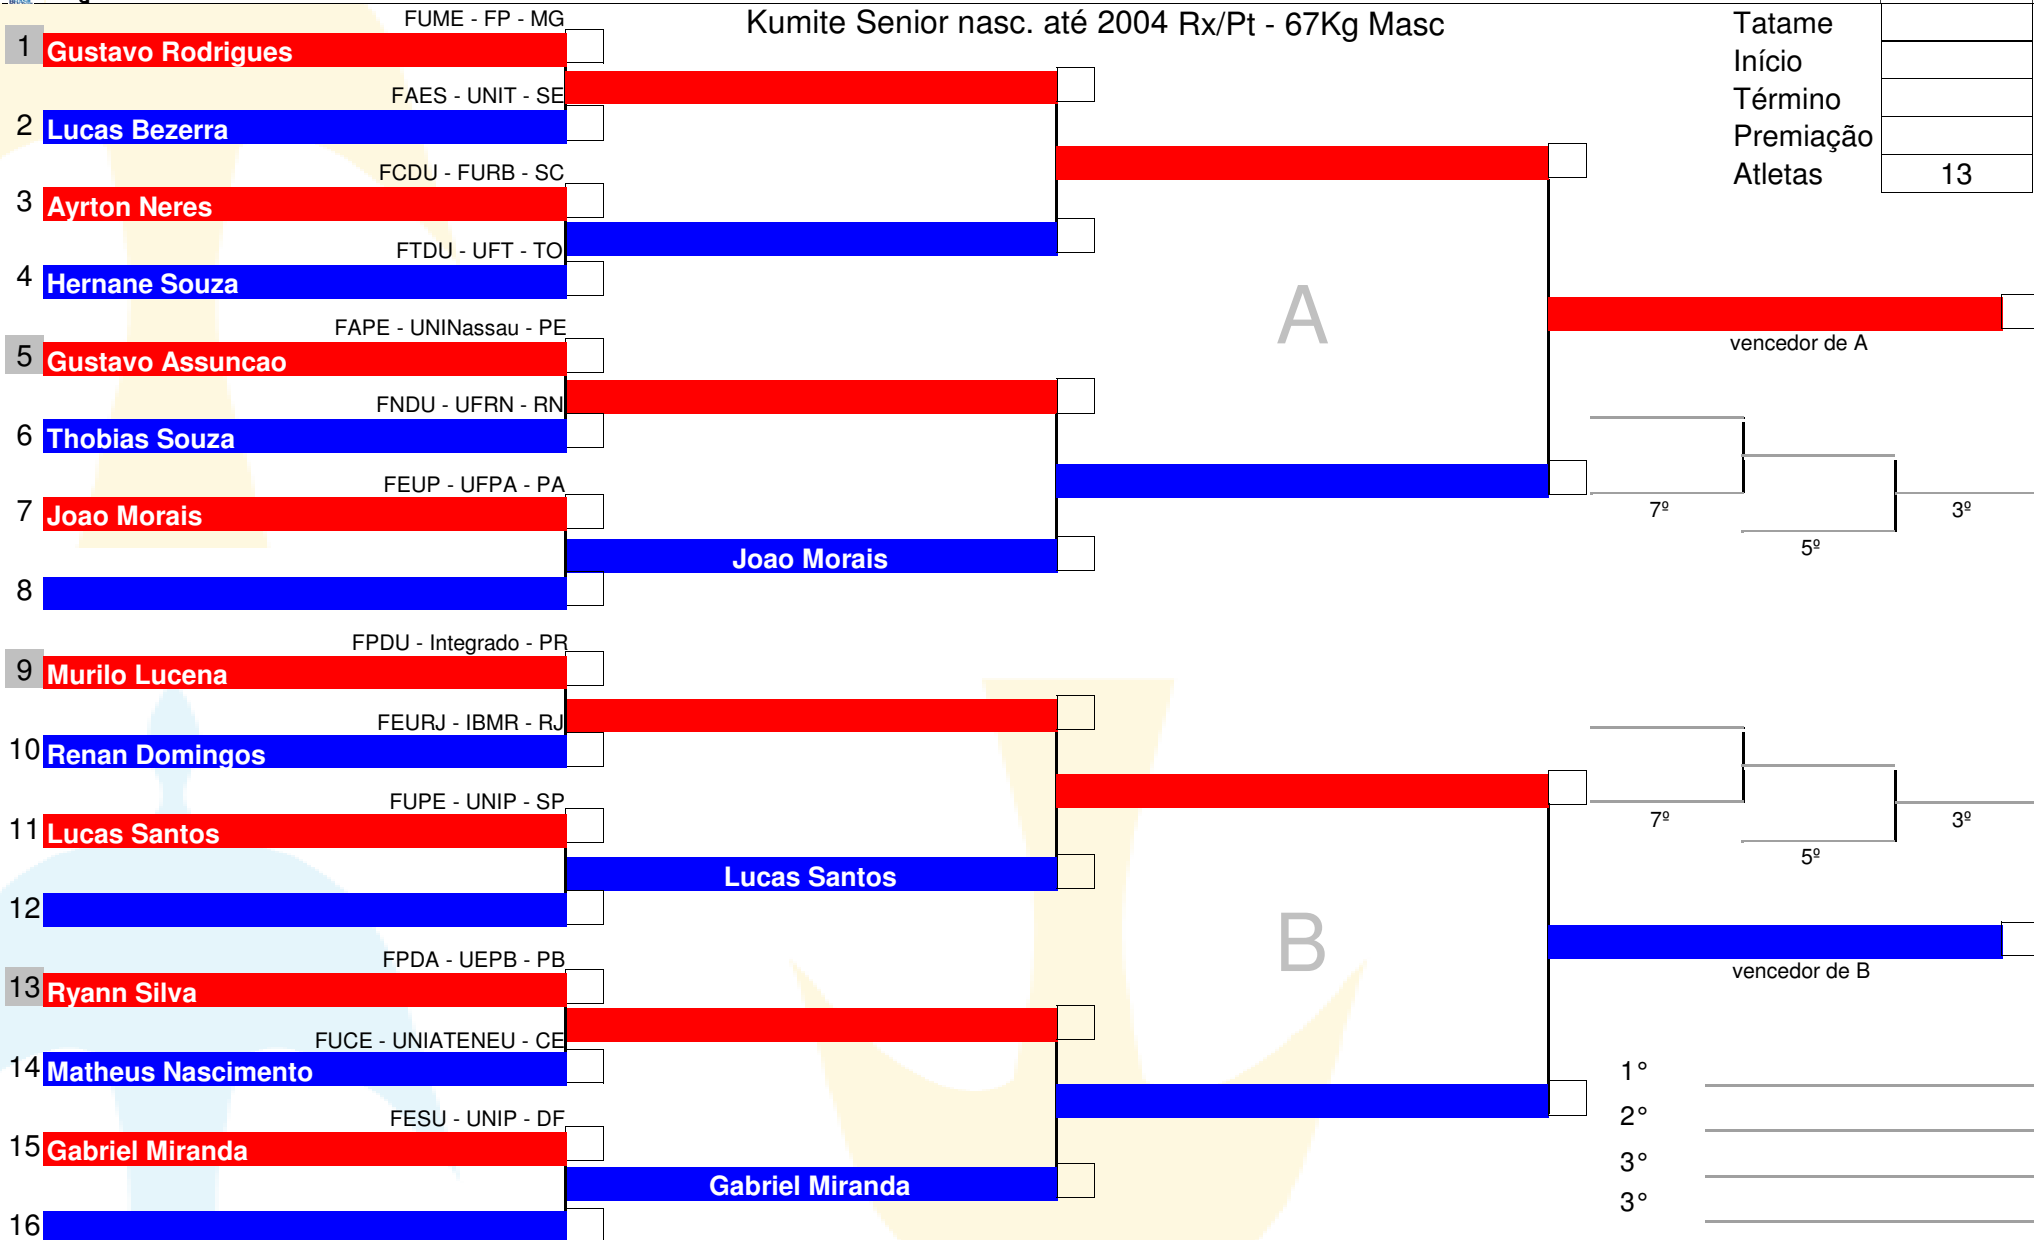 Kumite Senior nasc. até 2004 Rx/Pt - 67Kg Masc
Tatame
Início
Término
Premiação
Atletas 13
FUME - FP - MG
1 Gustavo Rodrigues
FAES - UNIT - SE
2 Lucas Bezerra
FCDU - FURB - SC
3 Ayrton Neres
FTDU - UFT - TO
4 Hernane Souza
FAPE - UNINassau - PE
5 Gustavo Assuncao
FNDU - UFRN - RN
6 Thobias Souza
FEUP - UFPA - PA
7 Joao Morais
Joao Morais
8
A
vencedor de A
7º
5º
3º
FPDU - Integrado - PR
9 Murilo Lucena
FEURJ - IBMR - RJ
10 Renan Domingos
FUPE - UNIP - SP
11 Lucas Santos
Lucas Santos
12
FPDA - UEPB - PB
13 Ryann Silva
FUCE - UNIATENEU - CE
14 Matheus Nascimento
FESU - UNIP - DF
15 Gabriel Miranda
Gabriel Miranda
16
B
7º
5º
3º
vencedor de B
1°
2°
3°
3°